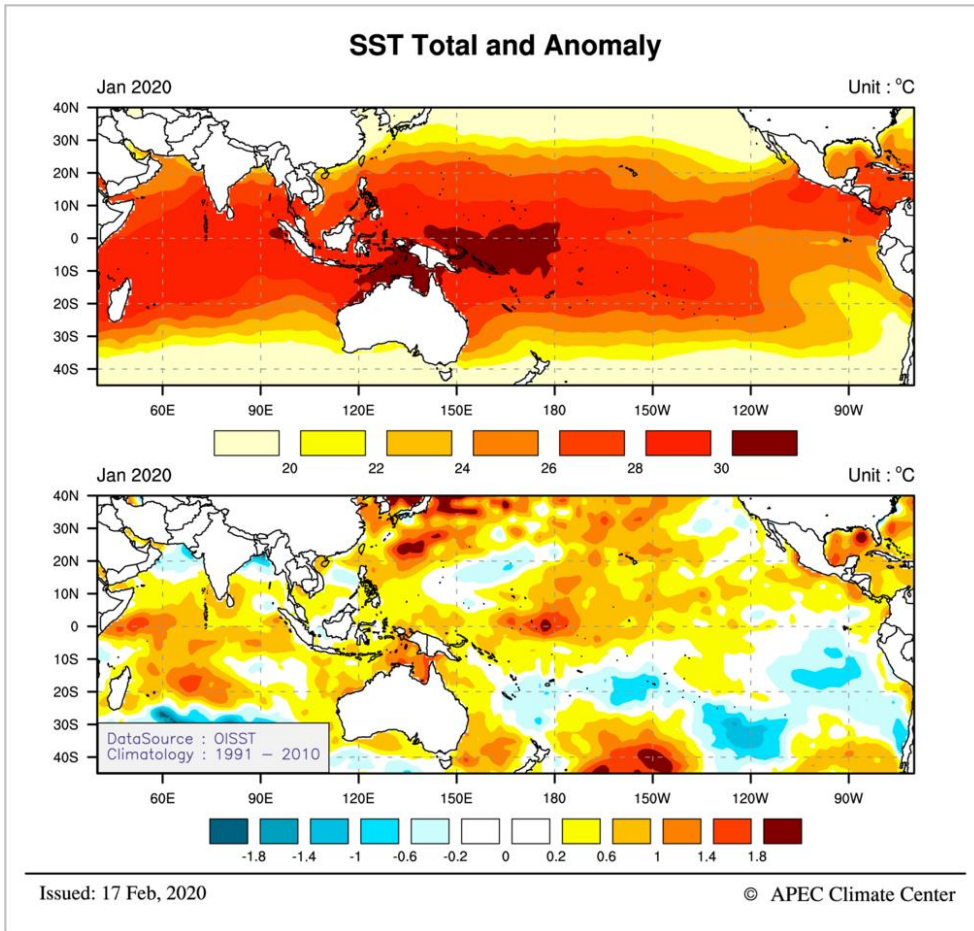 SST Total and Anomaly
Jan 2020 Unit : °C
40N
30N
20N
10N
0
10S
20S
30S
40S
60E 90E 120E 150E 180 150W 120W 90W
20 22 24 26 28 30
Jan 2020 Unit : °C
40N
30N
20N
10N
0
10S
20S
30S
40S
DataSource : OISST
Climatology : 1991 – 2010
60E 90E 120E 150E 180 150W 120W 90W
-1.8 -1.4 -1 -0.6 -0.2 0 0.2 0.6 1 1.4 1.8
Issued: 17 Feb, 2020 © APEC Climate Center